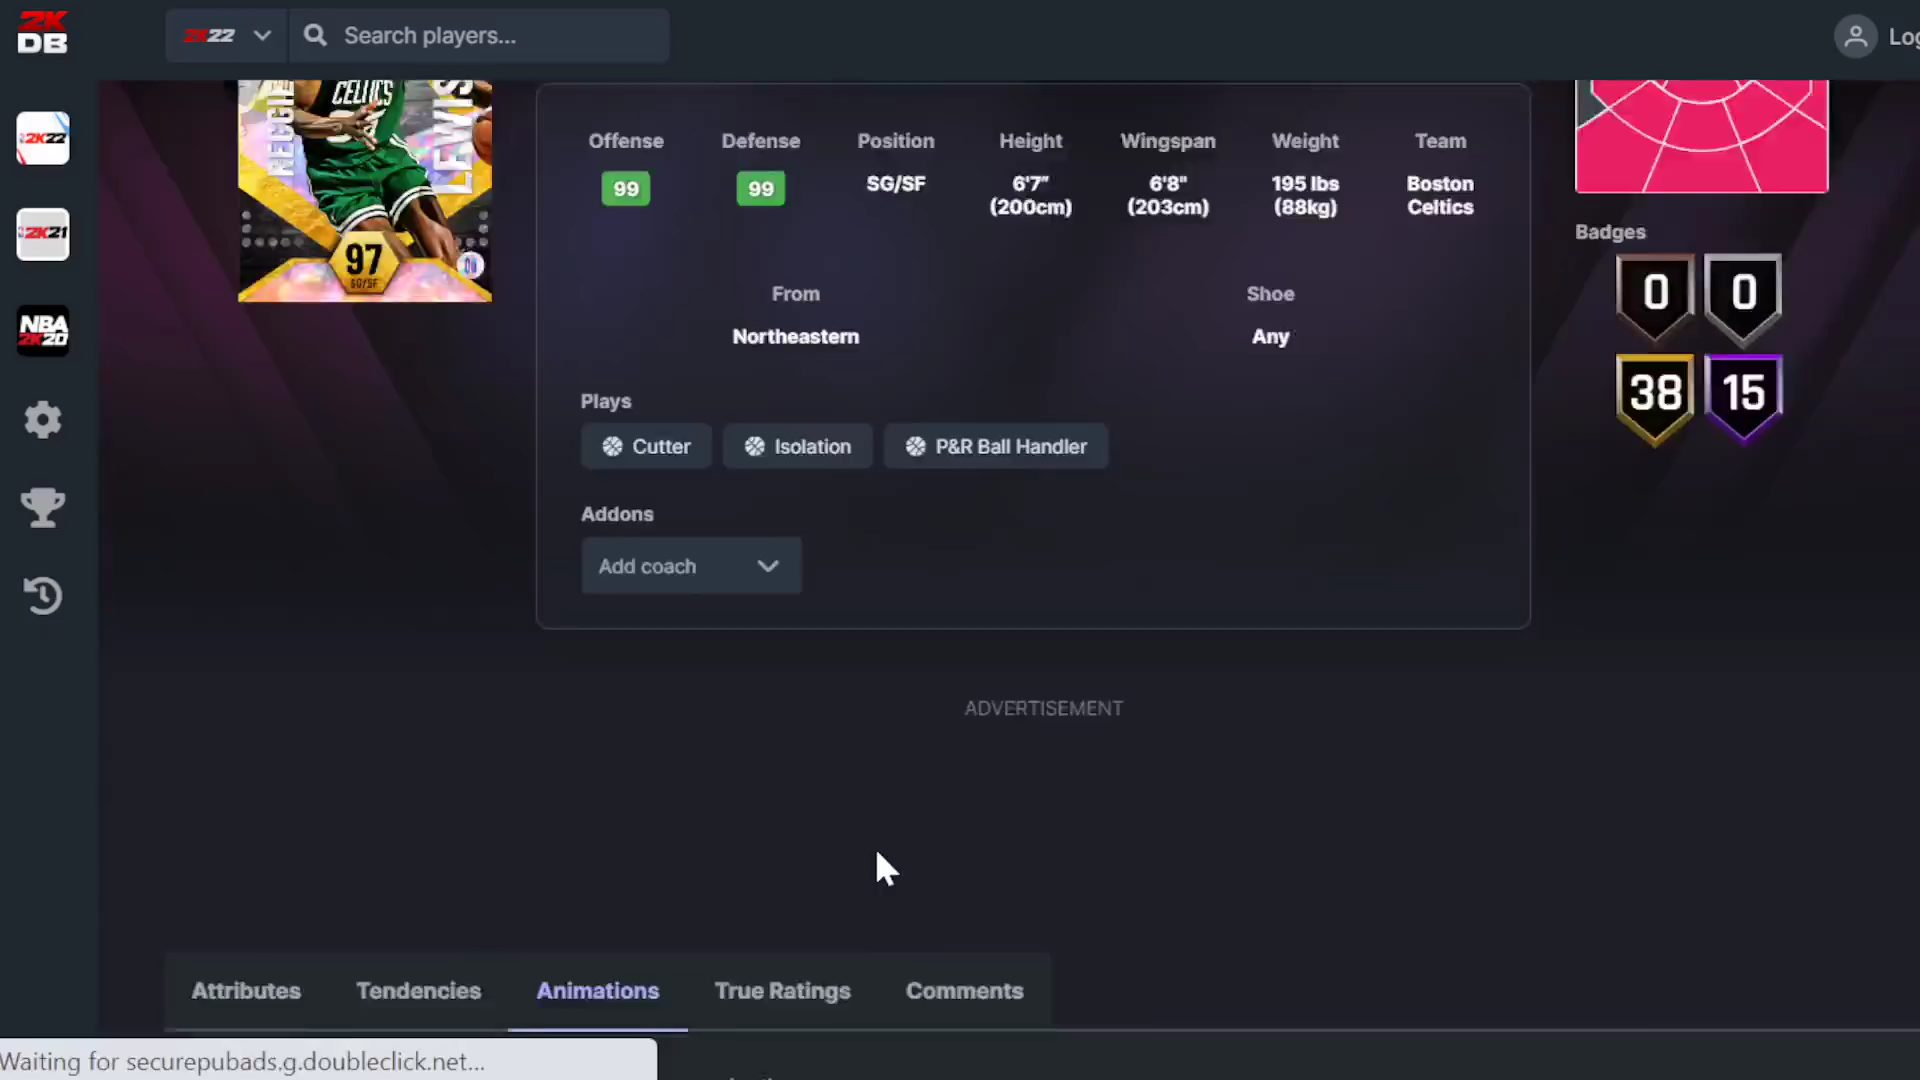 2K
DB
2K22
Search players...
Log
2K22
2K21
NBA
2K20
REGGIE
LEWIS
CELTICS
97
SG/SF
Offense
Defense
Position
Height
Wingspan
Weight
Team
99
99
SG/SF
6'7"
(200cm)
6'8"
(203cm)
195 lbs
(88kg)
Boston
Celtics
From
Shoe
Northeastern
Any
Plays
Cutter
Isolation
P&R Ball Handler
Addons
Add coach
Badges
0
0
38
15
ADVERTISEMENT
Attributes
Tendencies
Animations
True Ratings
Comments
Waiting for securepubads.g.doubleclick.net...